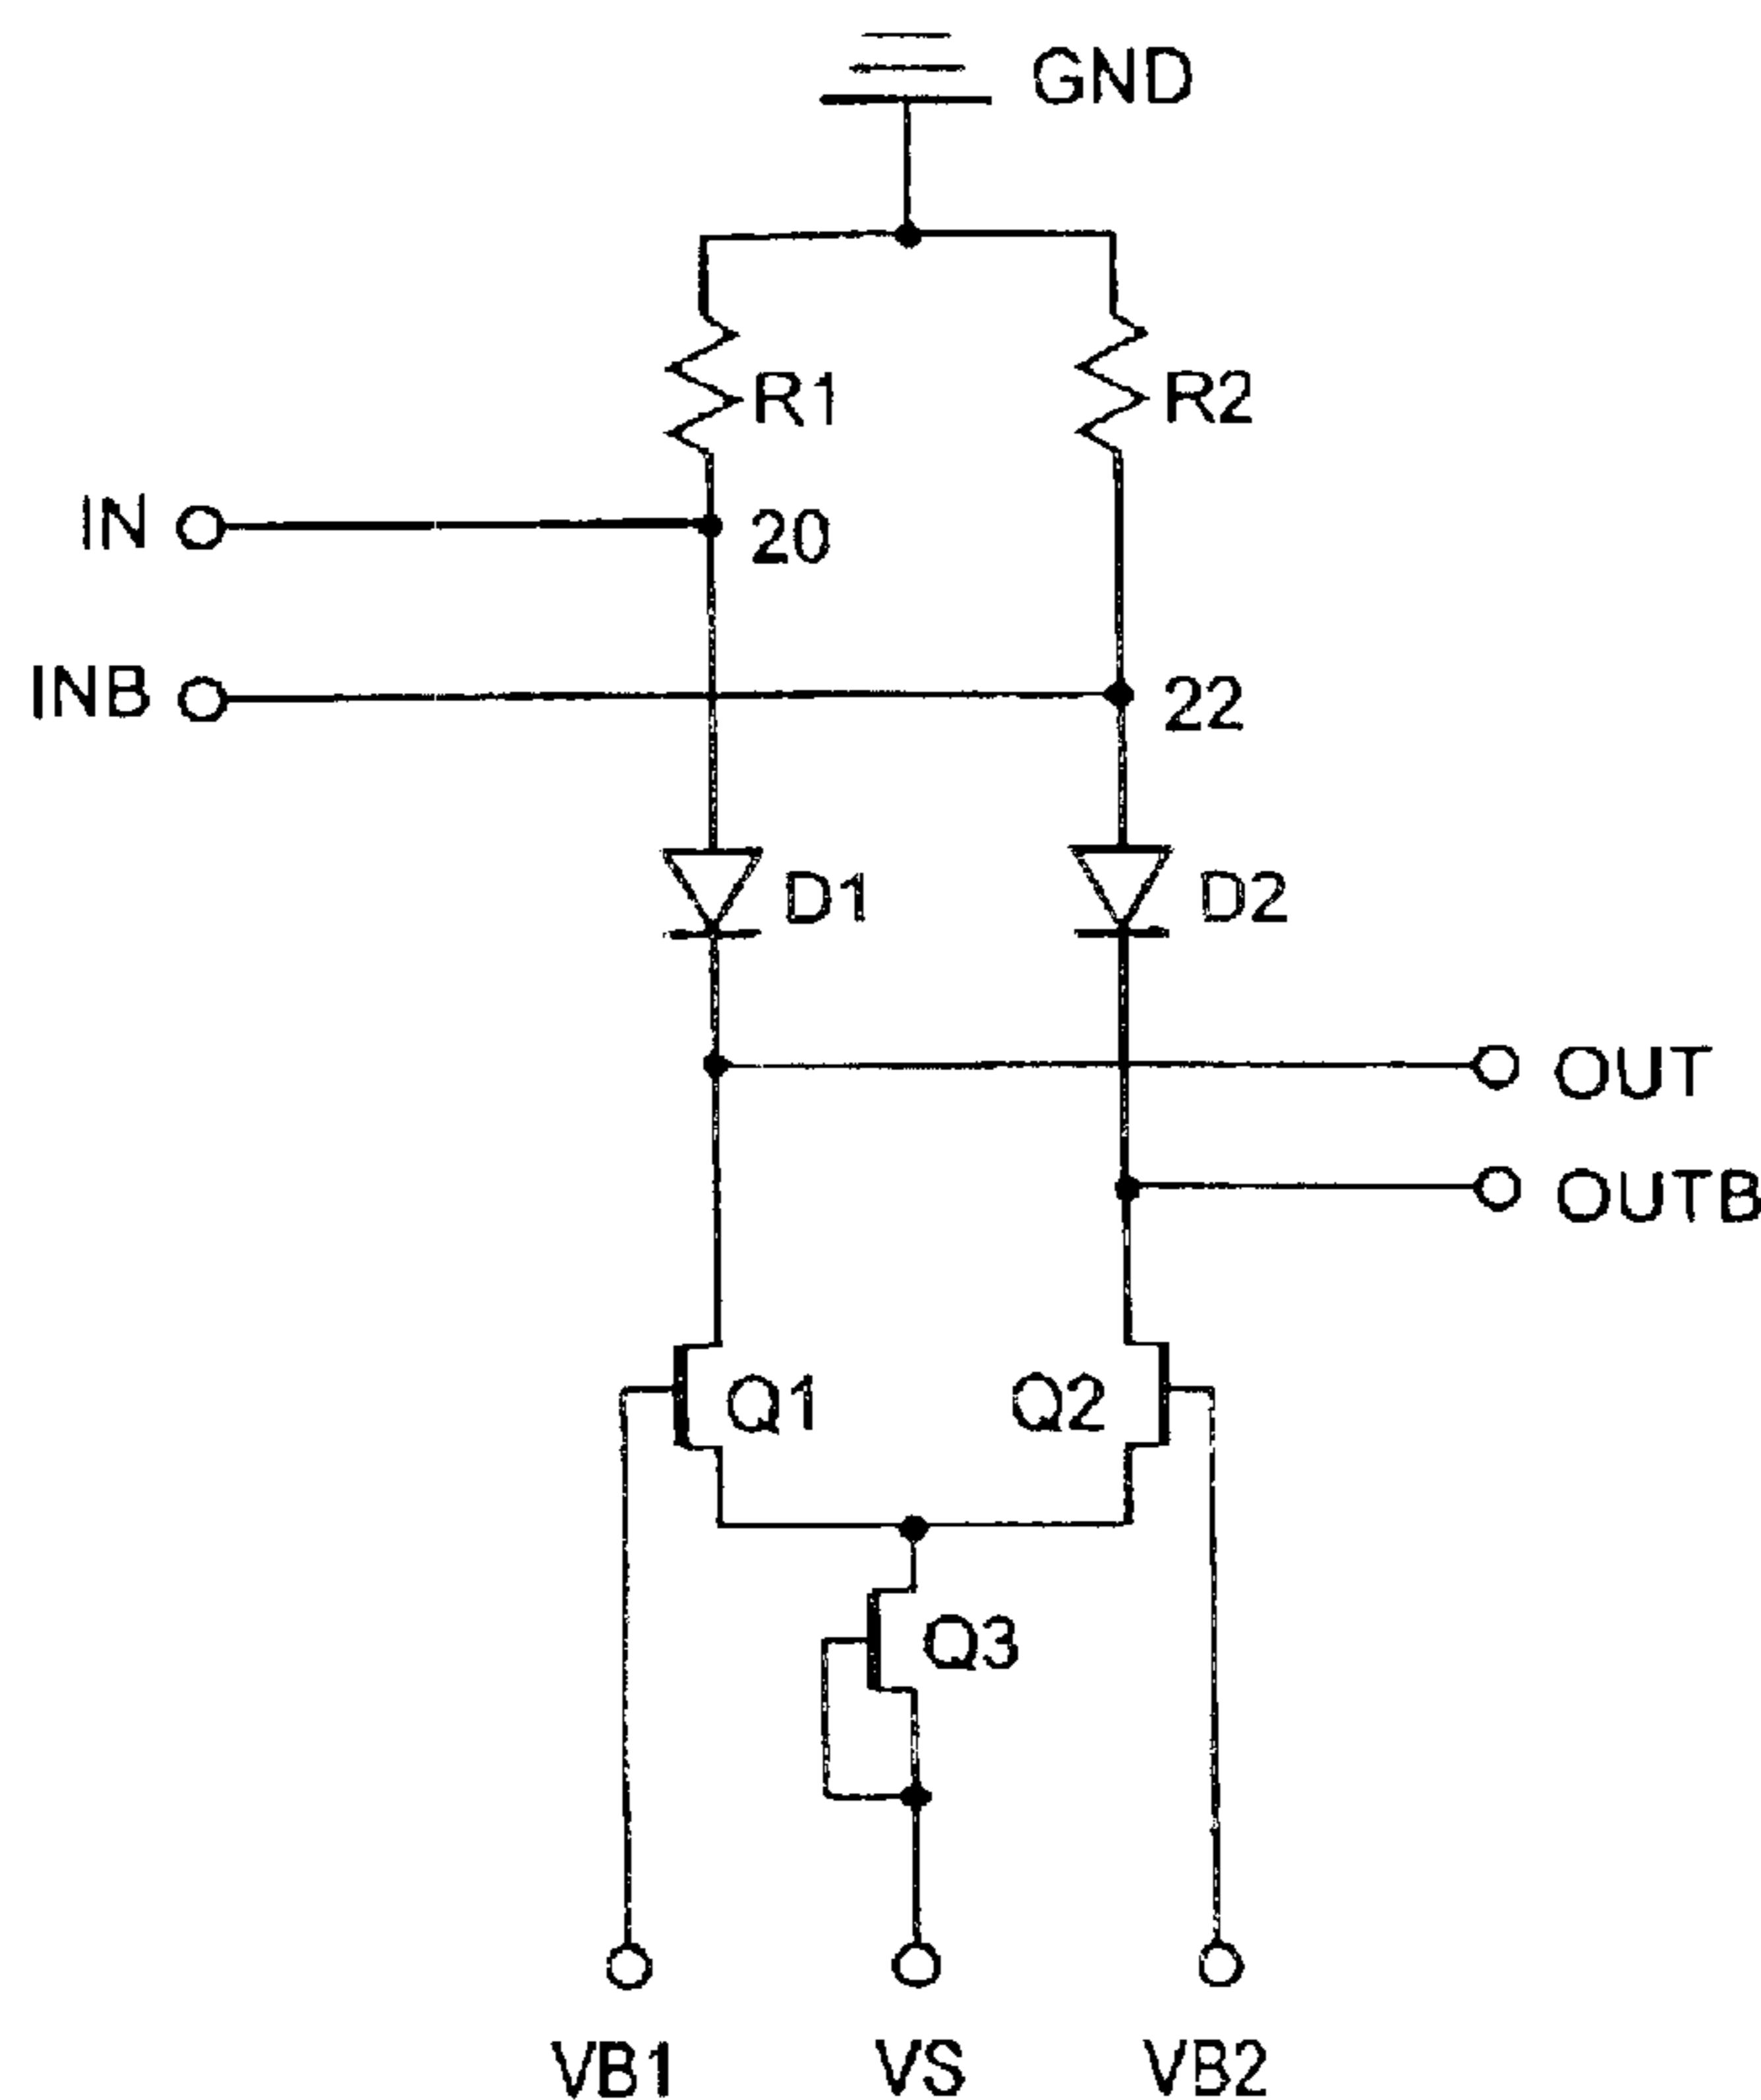 GND
R1
R2
IN
20
INB
22
D1
D2
OUT
OUTB
Q1
Q2
Q3
VB1
VS
VB2